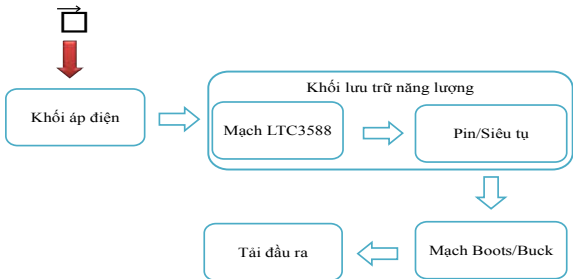 Khối lưu trữ năng lượng
Khối áp điện
Mạch LTC3588
Pin/Siêu tụ
Tải đầu ra
Mạch Boots/Buck